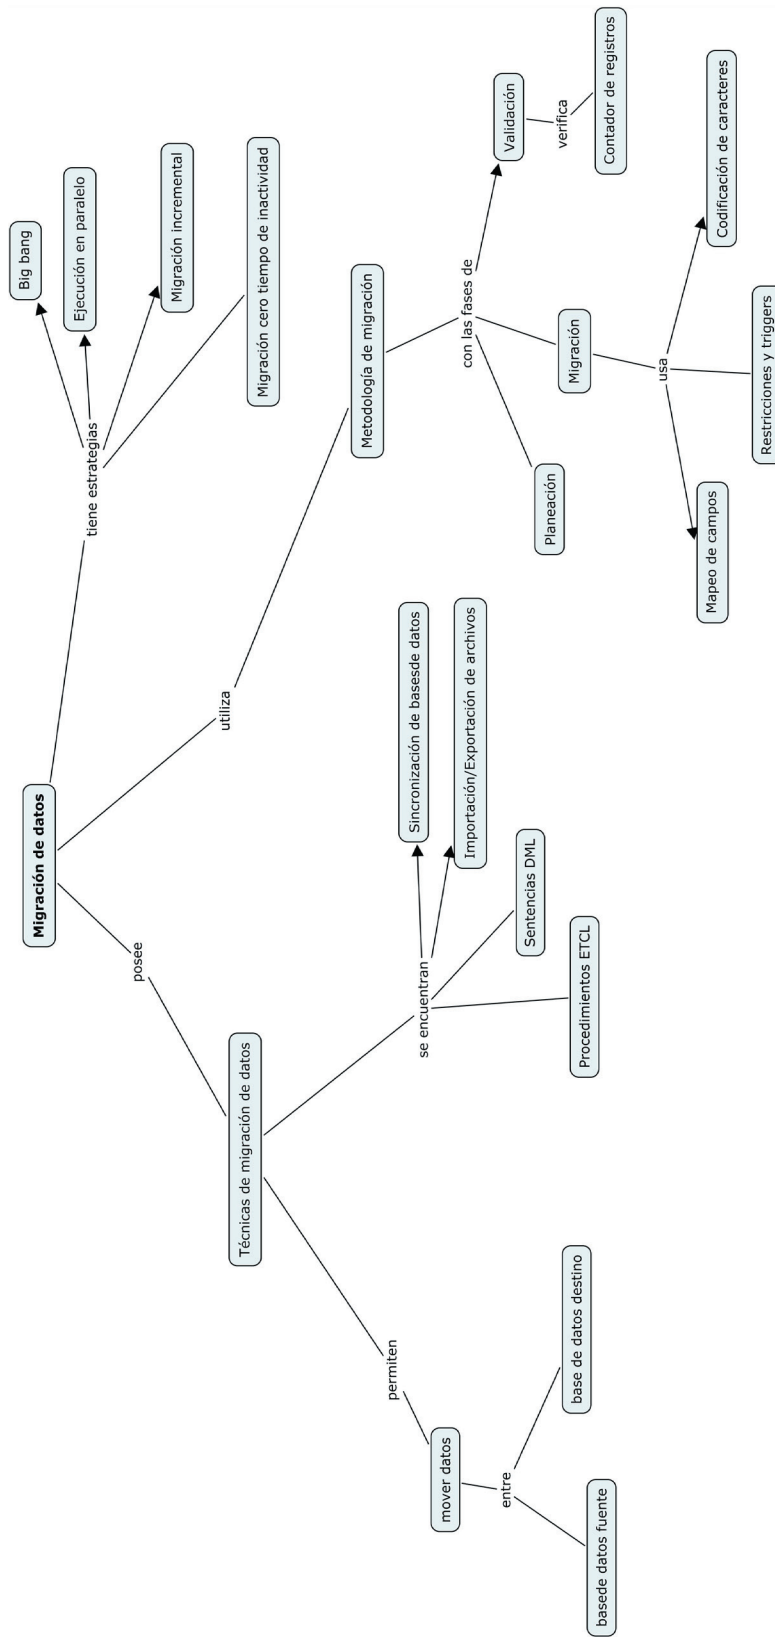 Migración de datos
posee
utiliza
tiene estrategias
Big bang
Ejecución en paralelo
Migración incremental
Migración cero tiempo de inactividad
Técnicas de migración de datos
permiten
mover datos
entre
basede datos fuente
base de datos destino
se encuentran
Procedimientos ETCL
Sentencias DML
Importación/Exportación de archivos
Sincronización de basesde datos
Metodología de migración
con las fases de
Planeación
Migración
Validación
verifica
Contador de registros
usa
Mapeo de campos
Restricciones y triggers
Codificación de caracteres